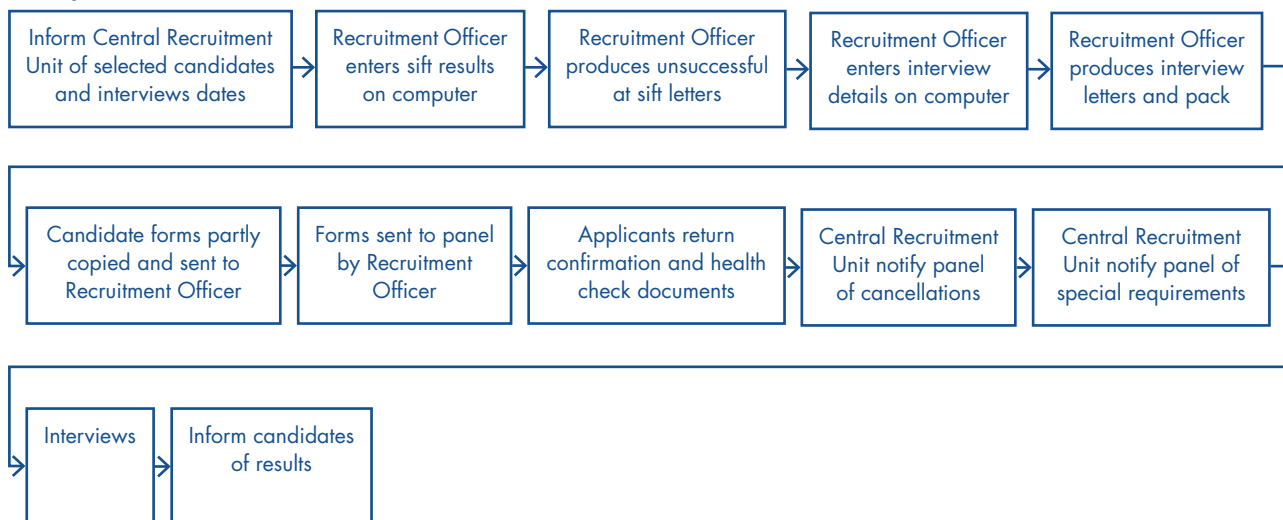 Inform Central Recruitment
Unit of selected candidates
and interviews dates
Recruitment Officer
enters sift results
on computer
Recruitment Officer
produces unsuccessful
at sift letters
Recruitment Officer
enters interview
details on computer
Recruitment Officer
produces interview
letters and pack
Candidate forms partly
copied and sent to
Recruitment Officer
Forms sent to panel
by Recruitment
Officer
Applicants return
confirmation and health
check documents
Central Recruitment
Unit notify panel
of cancellations
Central Recruitment
Unit notify panel of
special requirements
Interviews
Inform candidates
of results